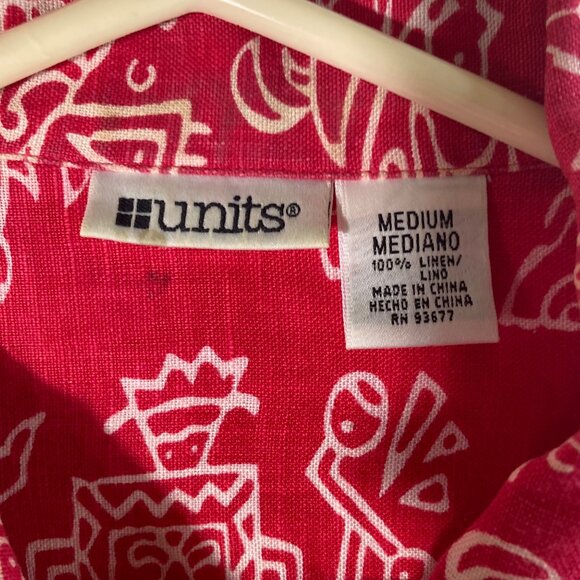 units®
MEDIUM
MEDIANO
100% LINEN/
LINO
MADE IN CHINA
HECHO EN CHINA
RN 93677